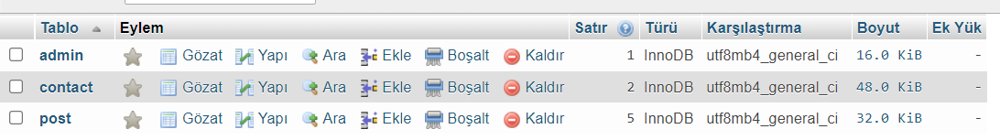 Tablo Eylem Satır ? Türü Karşılaştırma Boyut Ek Yük
admin Gözat Yapı Ara Ekle Boşalt Kaldır 1 InnoDB utf8mb4_general_ci 16.0 KiB -
contact Gözat Yapı Ara Ekle Boşalt Kaldır 2 InnoDB utf8mb4_general_ci 48.0 KiB -
post Gözat Yapı Ara Ekle Boşalt Kaldır 5 InnoDB utf8mb4_general_ci 32.0 KiB -